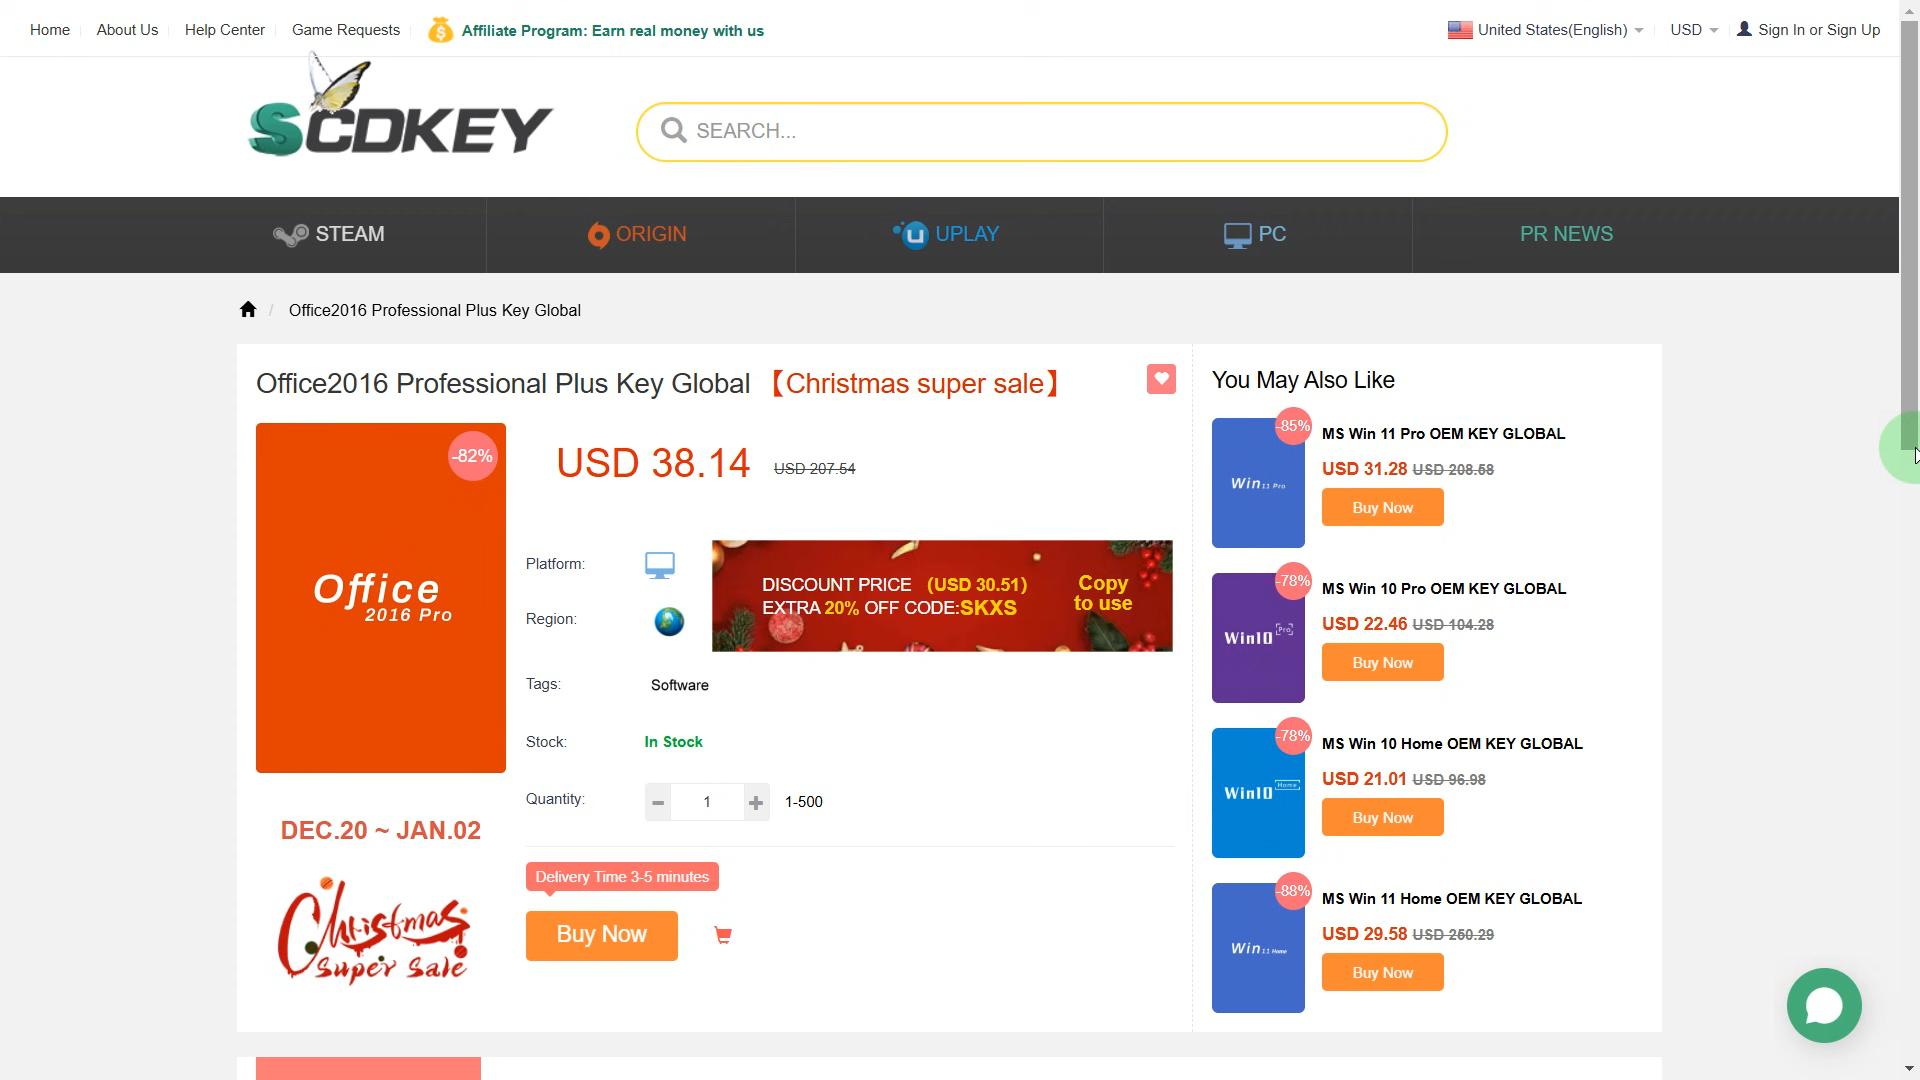 Home
About Us
Help Center
Game Requests
Affiliate Program: Earn real money with us
United States(English)
USD
Sign In or Sign Up
SCDKEY
SEARCH...
STEAM
ORIGIN
UPLAY
PC
PR NEWS
/ Office2016 Professional Plus Key Global
Office2016 Professional Plus Key Global 【Christmas super sale】
-82%
Office
2016 Pro
DEC.20 ~ JAN.02
Christmas
Super Sale
USD 38.14 USD 207.54
Platform:
DISCOUNT PRICE (USD 30.51)
EXTRA 20% OFF CODE:SKXS
Copy
to use
Region:
Tags: Software
Stock: In Stock
Quantity: - 1 + 1-500
Delivery Time 3-5 minutes
Buy Now
You May Also Like
-85%
Win 11 Pro
MS Win 11 Pro OEM KEY GLOBAL
USD 31.28 USD 208.58
Buy Now
-78%
Win10 Pro
MS Win 10 Pro OEM KEY GLOBAL
USD 22.46 USD 104.28
Buy Now
-78%
Win10 Home
MS Win 10 Home OEM KEY GLOBAL
USD 21.01 USD 96.98
Buy Now
-88%
Win 11 Home
MS Win 11 Home OEM KEY GLOBAL
USD 29.58 USD 250.29
Buy Now